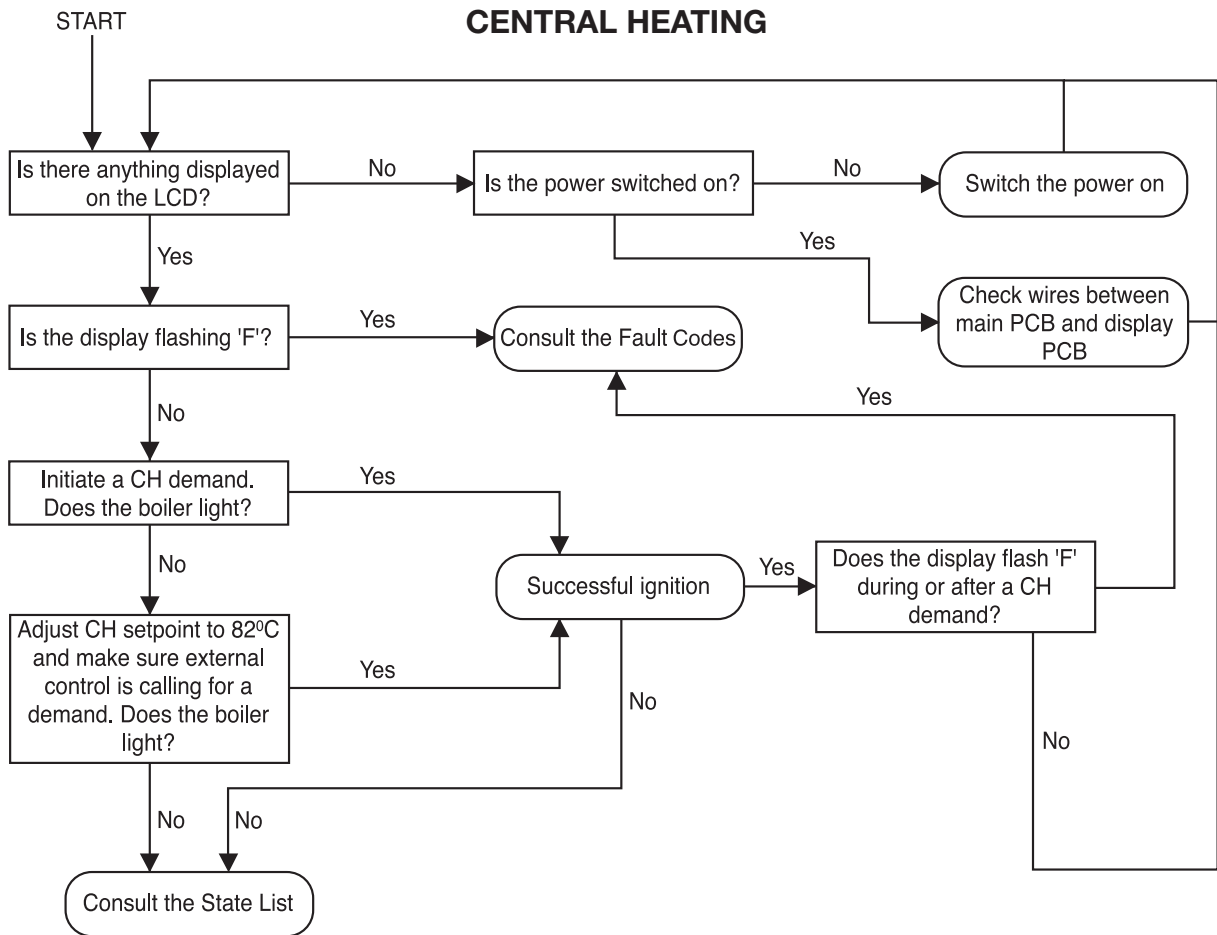 START
CENTRAL HEATING
Is there anything displayed
on the LCD?
No
Is the power switched on?
No
Switch the power on
Yes
Yes
Check wires between
main PCB and display
PCB
Is the display flashing 'F'?
Yes
Consult the Fault Codes
Yes
No
Initiate a CH demand.
Does the boiler light?
Yes
No
Successful ignition
Yes
Does the display flash 'F'
during or after a CH
demand?
Adjust CH setpoint to 82⁰C
and make sure external
control is calling for a
demand. Does the boiler
light?
Yes
No
No
No
No
Consult the State List